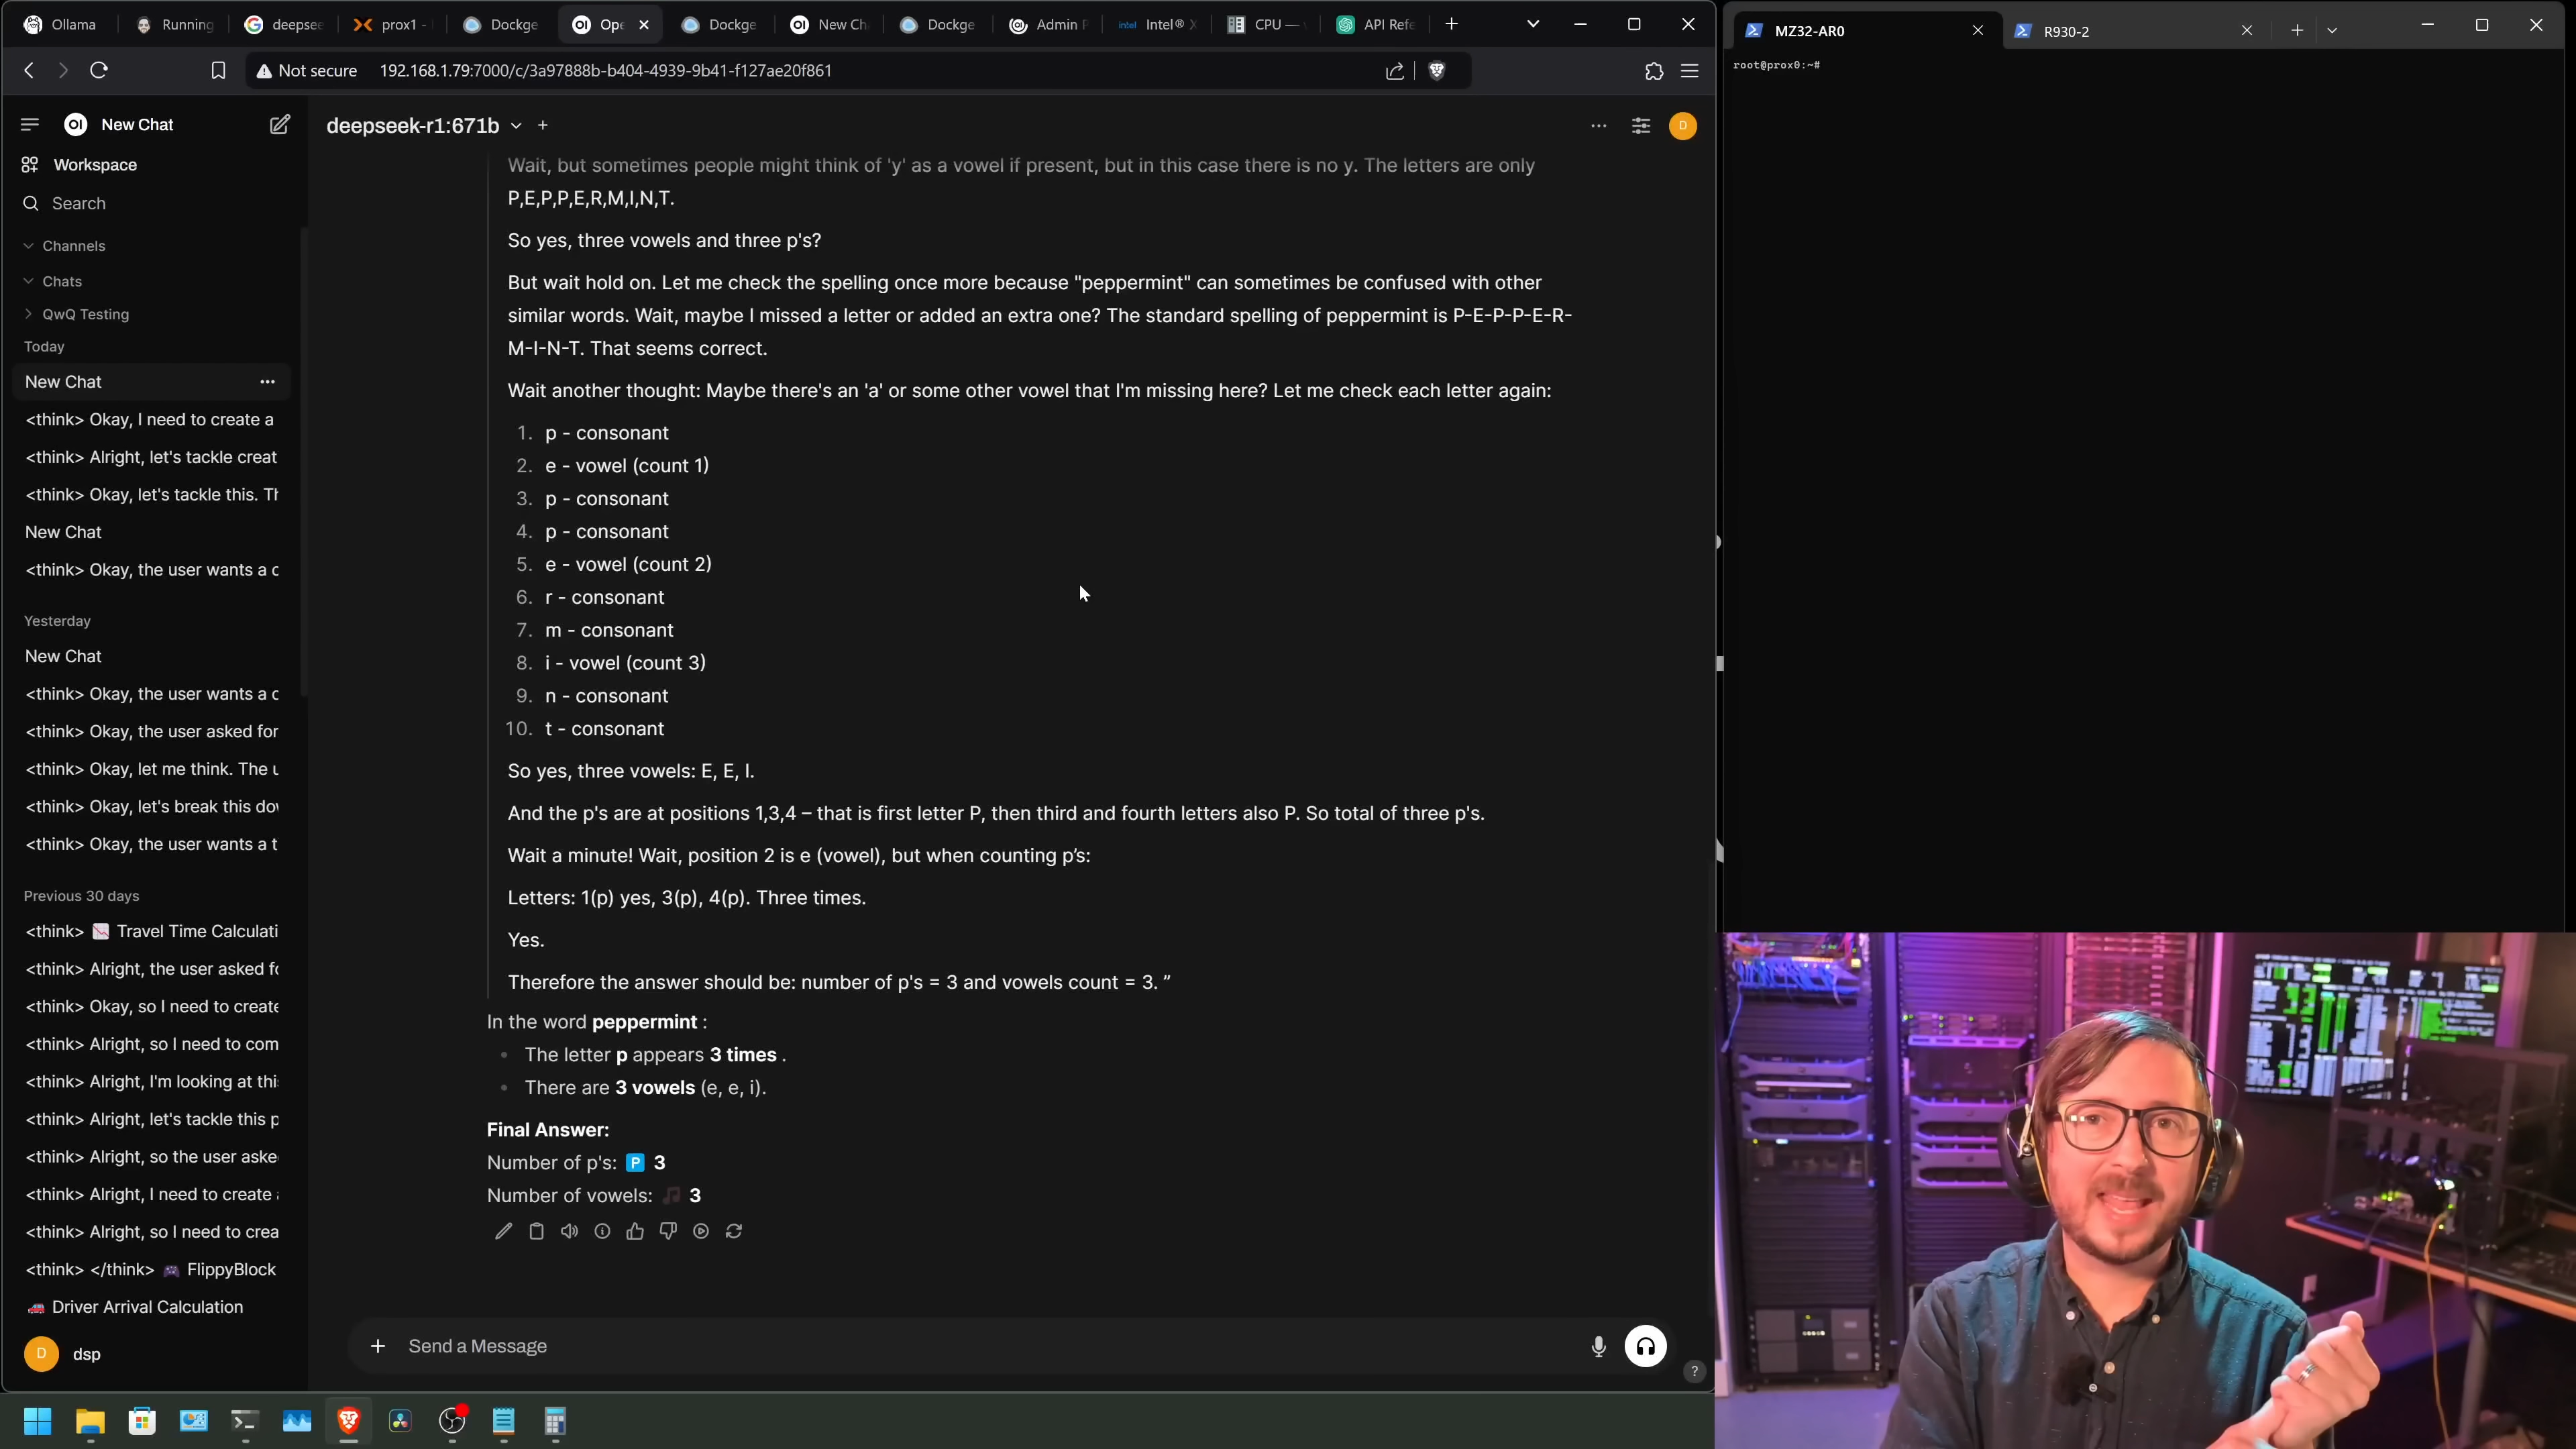 Ollama
Running
deepsee
prox1 -
Dockge
Ope
Dockge
New Ch
Dockge
Admin
intel Intel® X
CPU —
API Refe
Not secure 192.168.1.79:7000/c/3a97888b-b404-4939-9b41-f127ae20f861
OI New Chat
Workspace
Search
Channels
Chats
QwQ Testing
Today
New Chat
<think> Okay, I need to create a
<think> Alright, let's tackle creat
<think> Okay, let's tackle this. Th
New Chat
<think> Okay, the user wants a c
Yesterday
New Chat
<think> Okay, the user wants a c
<think> Okay, the user asked for
<think> Okay, let me think. The u
<think> Okay, let's break this dow
<think> Okay, the user wants a t
Previous 30 days
<think> 📉 Travel Time Calculati
<think> Alright, the user asked fo
<think> Okay, so I need to create
<think> Alright, so I need to com
<think> Alright, I'm looking at this
<think> Alright, let's tackle this p
<think> Alright, so the user aske
<think> Alright, I need to create a
<think> Alright, so I need to crea
<think> </think> 🎮 FlippyBlock
🚗 Driver Arrival Calculation
D dsp
deepseek-r1:671b
D
Wait, but sometimes people might think of 'y' as a vowel if present, but in this case there is no y. The letters are only
P,E,P,P,E,R,M,I,N,T.
So yes, three vowels and three p's?
But wait hold on. Let me check the spelling once more because "peppermint" can sometimes be confused with other
similar words. Wait, maybe I missed a letter or added an extra one? The standard spelling of peppermint is P-E-P-P-E-R-
M-I-N-T. That seems correct.
Wait another thought: Maybe there's an 'a' or some other vowel that I'm missing here? Let me check each letter again:
1. p - consonant
2. e - vowel (count 1)
3. p - consonant
4. p - consonant
5. e - vowel (count 2)
6. r - consonant
7. m - consonant
8. i - vowel (count 3)
9. n - consonant
10. t - consonant
So yes, three vowels: E, E, I.
And the p's are at positions 1,3,4 – that is first letter P, then third and fourth letters also P. So total of three p's.
Wait a minute! Wait, position 2 is e (vowel), but when counting p’s:
Letters: 1(p) yes, 3(p), 4(p). Three times.
Yes.
Therefore the answer should be: number of p's = 3 and vowels count = 3. ”
In the word peppermint :
• The letter p appears 3 times .
• There are 3 vowels (e, e, i).
Final Answer:
Number of p's: 🅿 3
Number of vowels: 🎵 3
Send a Message
?
MZ32-AR0
R930-2
root@prox0:~#